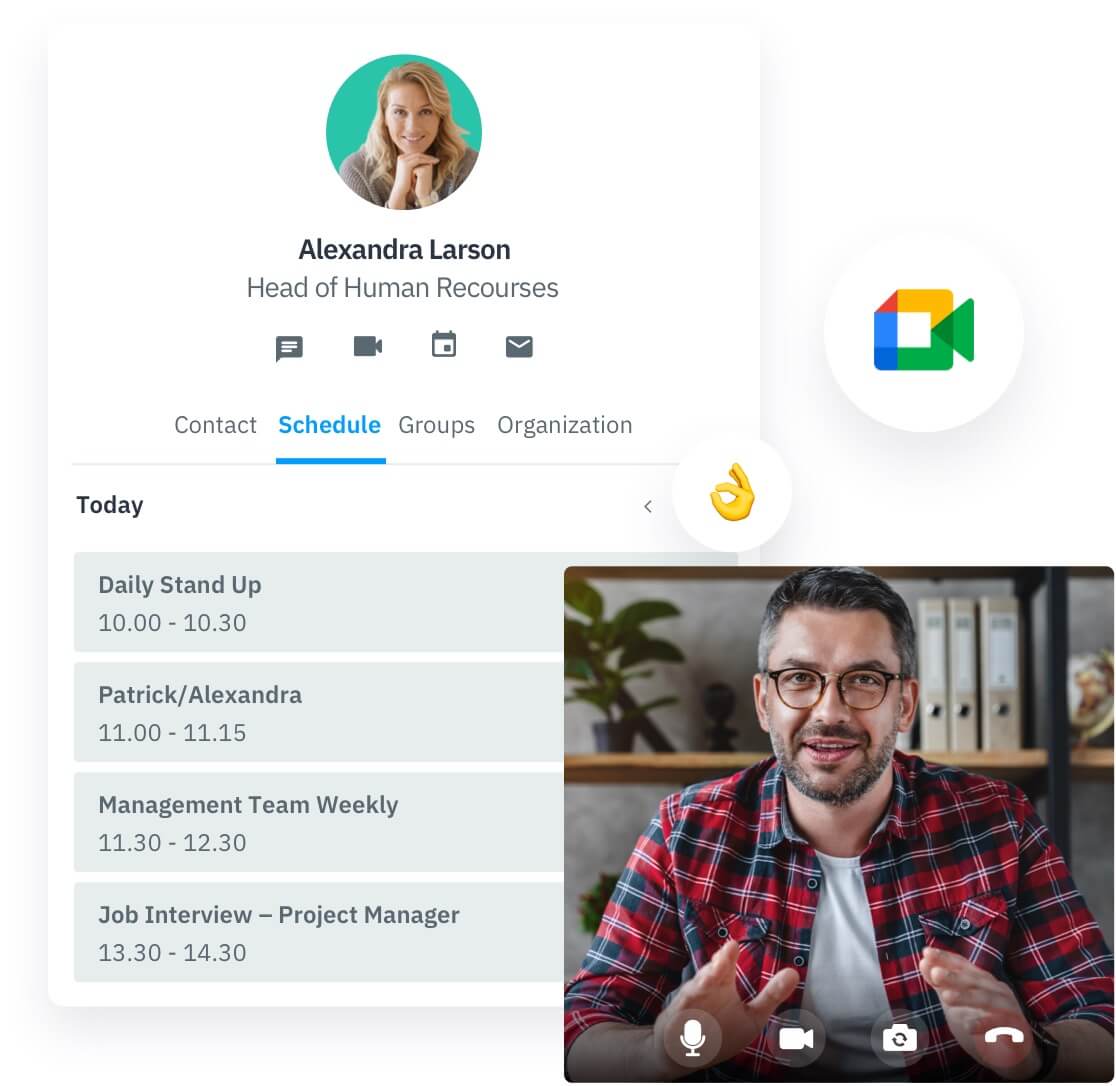 Alexandra Larson
Head of Human Recourses
Contact Schedule Groups Organization
Today
Daily Stand Up
10.00 - 10.30
Patrick/Alexandra
11.00 - 11.15
Management Team Weekly
11.30 - 12.30
Job Interview – Project Manager
13.30 - 14.30